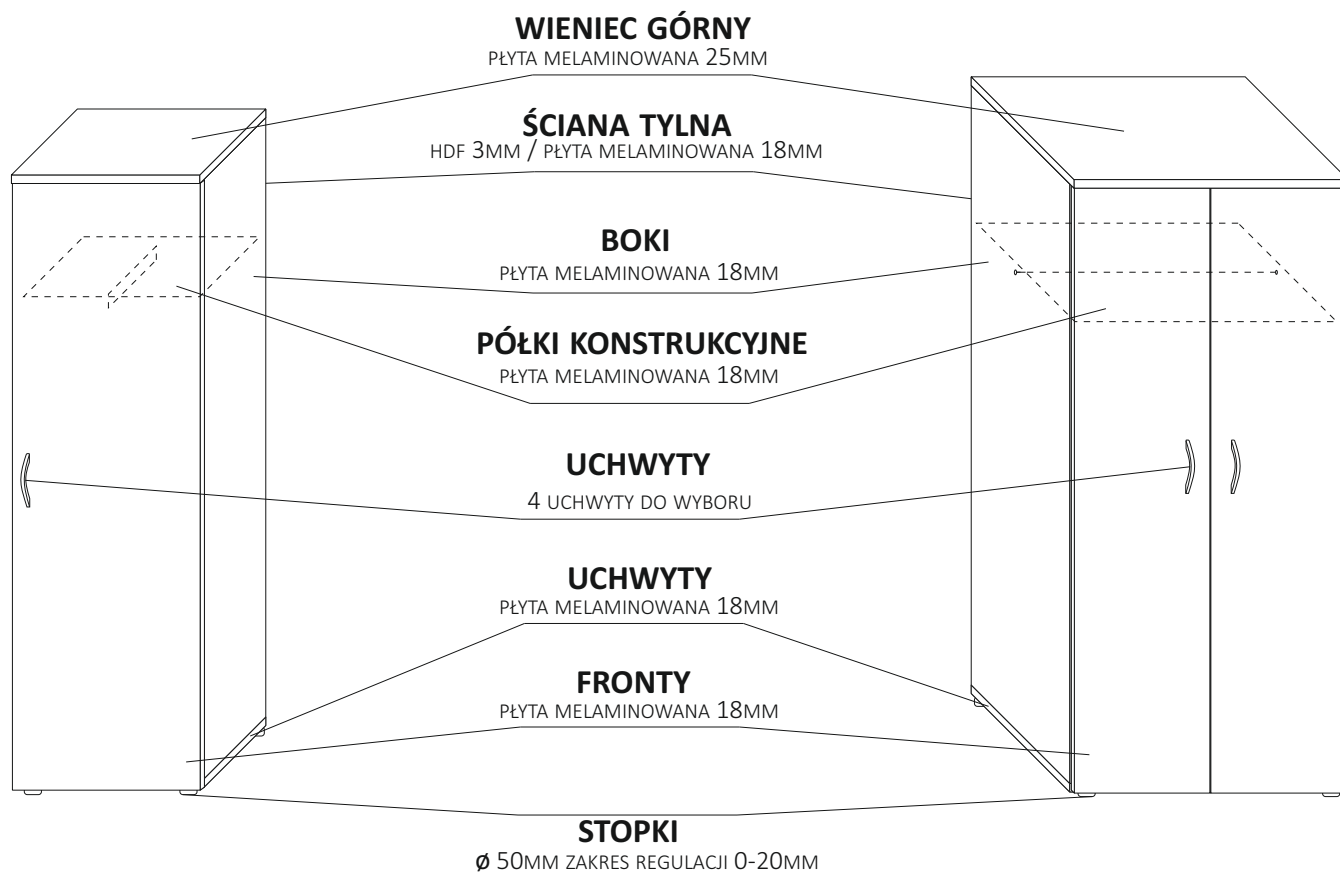 WIENIEC GÓRNY
PŁYTA MELAMINOWANA 25MM
ŚCIANA TYLNA
HDF 3MM / PŁYTA MELAMINOWANA 18MM
BOKI
PŁYTA MELAMINOWANA 18MM
PÓŁKI KONSTRUKCYJNE
PŁYTA MELAMINOWANA 18MM
UCHWYTY
4 UCHWYTY DO WYBORU
UCHWYTY
PŁYTA MELAMINOWANA 18MM
FRONTY
PŁYTA MELAMINOWANA 18MM
STOPKI
Ø 50MM ZAKRES REGULACJI 0-20MM